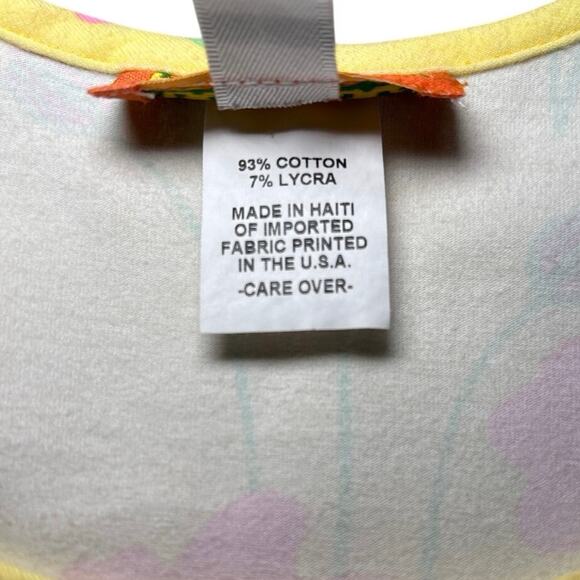 93% COTTON
7% LYCRA
MADE IN HAITI
OF IMPORTED
FABRIC PRINTED
IN THE U.S.A.
-CARE OVER-